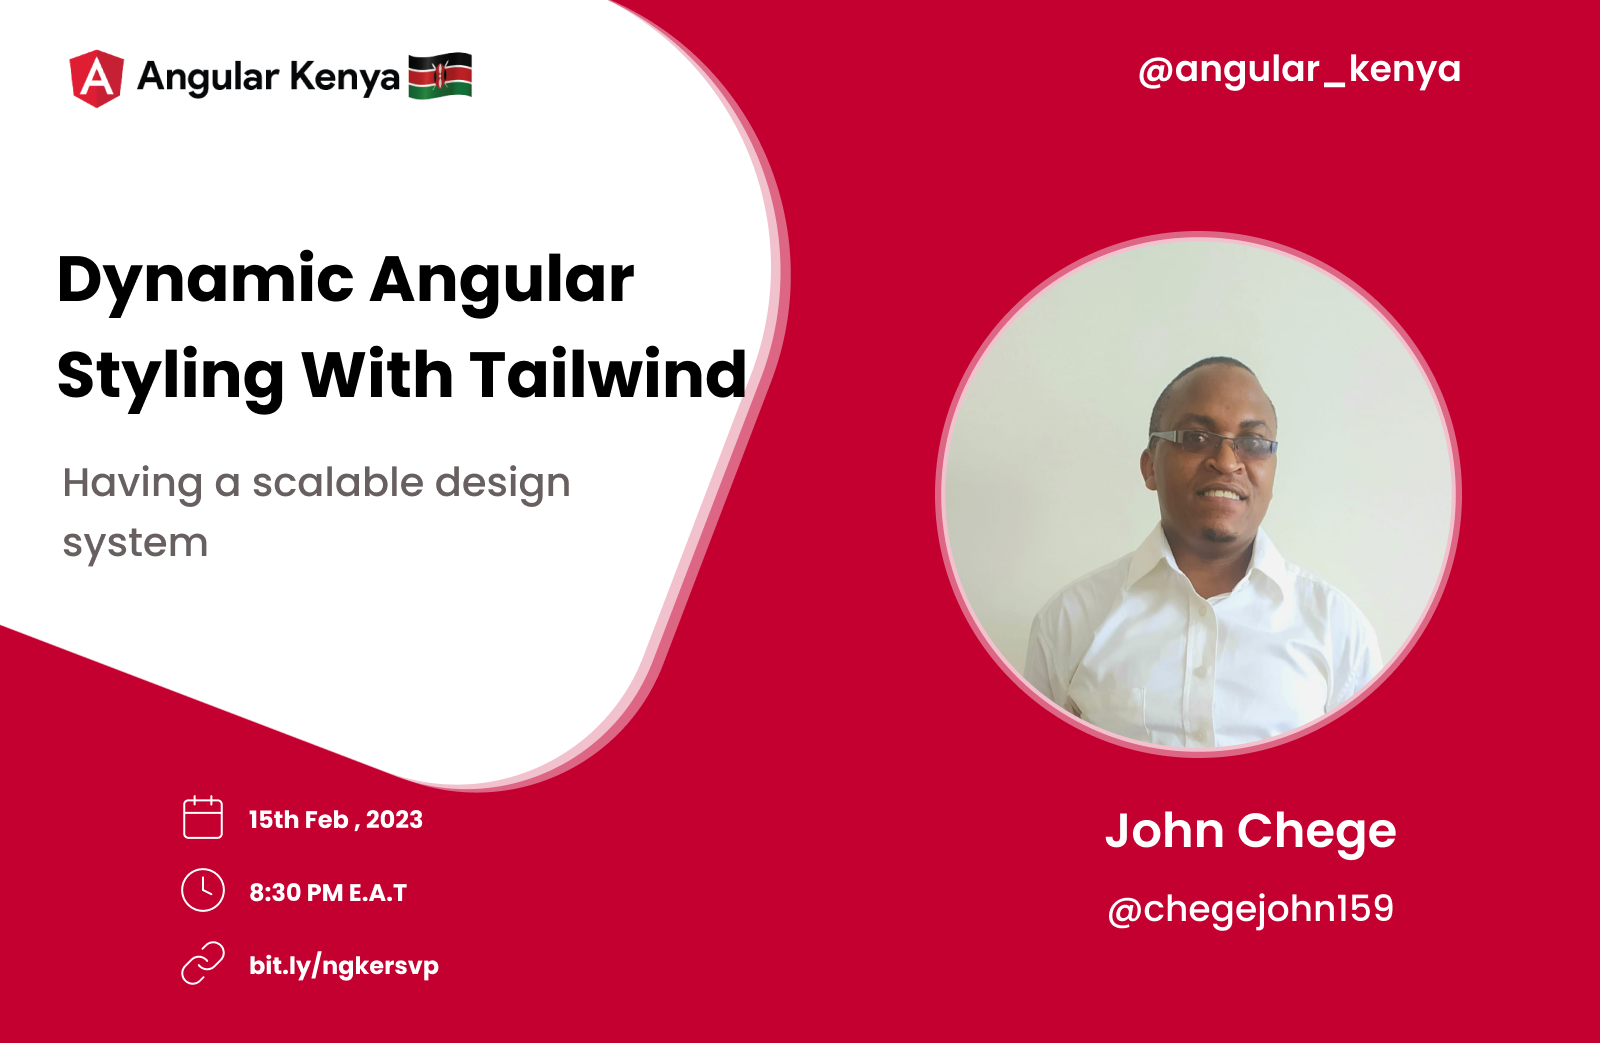 Angular Kenya
@angular_kenya
Dynamic Angular
Styling With Tailwind
Having a scalable design
system
15th Feb , 2023
8:30 PM E.A.T
bit.ly/ngkersvp
John Chege
@chegejohn159